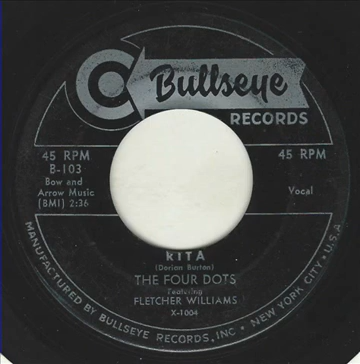 Bullseye
RECORDS
45 RPM
B-103
Bow and
Arrow Music
(BMI) 2:36
45 RPM
Vocal
RITA
(Dorian Burton)
THE FOUR DOTS
Featuring
FLETCHER WILLIAMS
X-1004
MANUFACTURED BY BULLSEYE RECORDS, INC. • NEW YORK CITY • U.S.A.